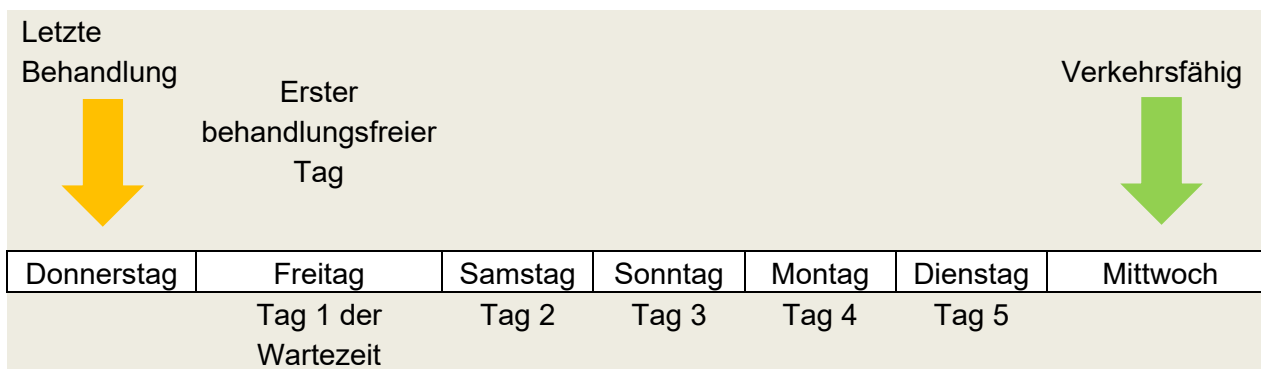 Letzte
Behandlung
Erster
behandlungsfreier
Tag
Verkehrsfähig
Donnerstag Freitag Samstag Sonntag Montag Dienstag Mittwoch
Tag 1 der Tag 2 Tag 3 Tag 4 Tag 5
Wartezeit